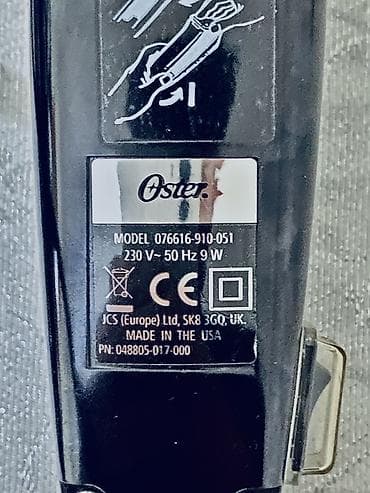 Oster.
MODEL 076616-910-051
230 V~ 50 Hz 9 W
CE
JCS (Europe) Ltd, SK8 3GQ, UK.
MADE IN THE USA
PN: 048805-017-000